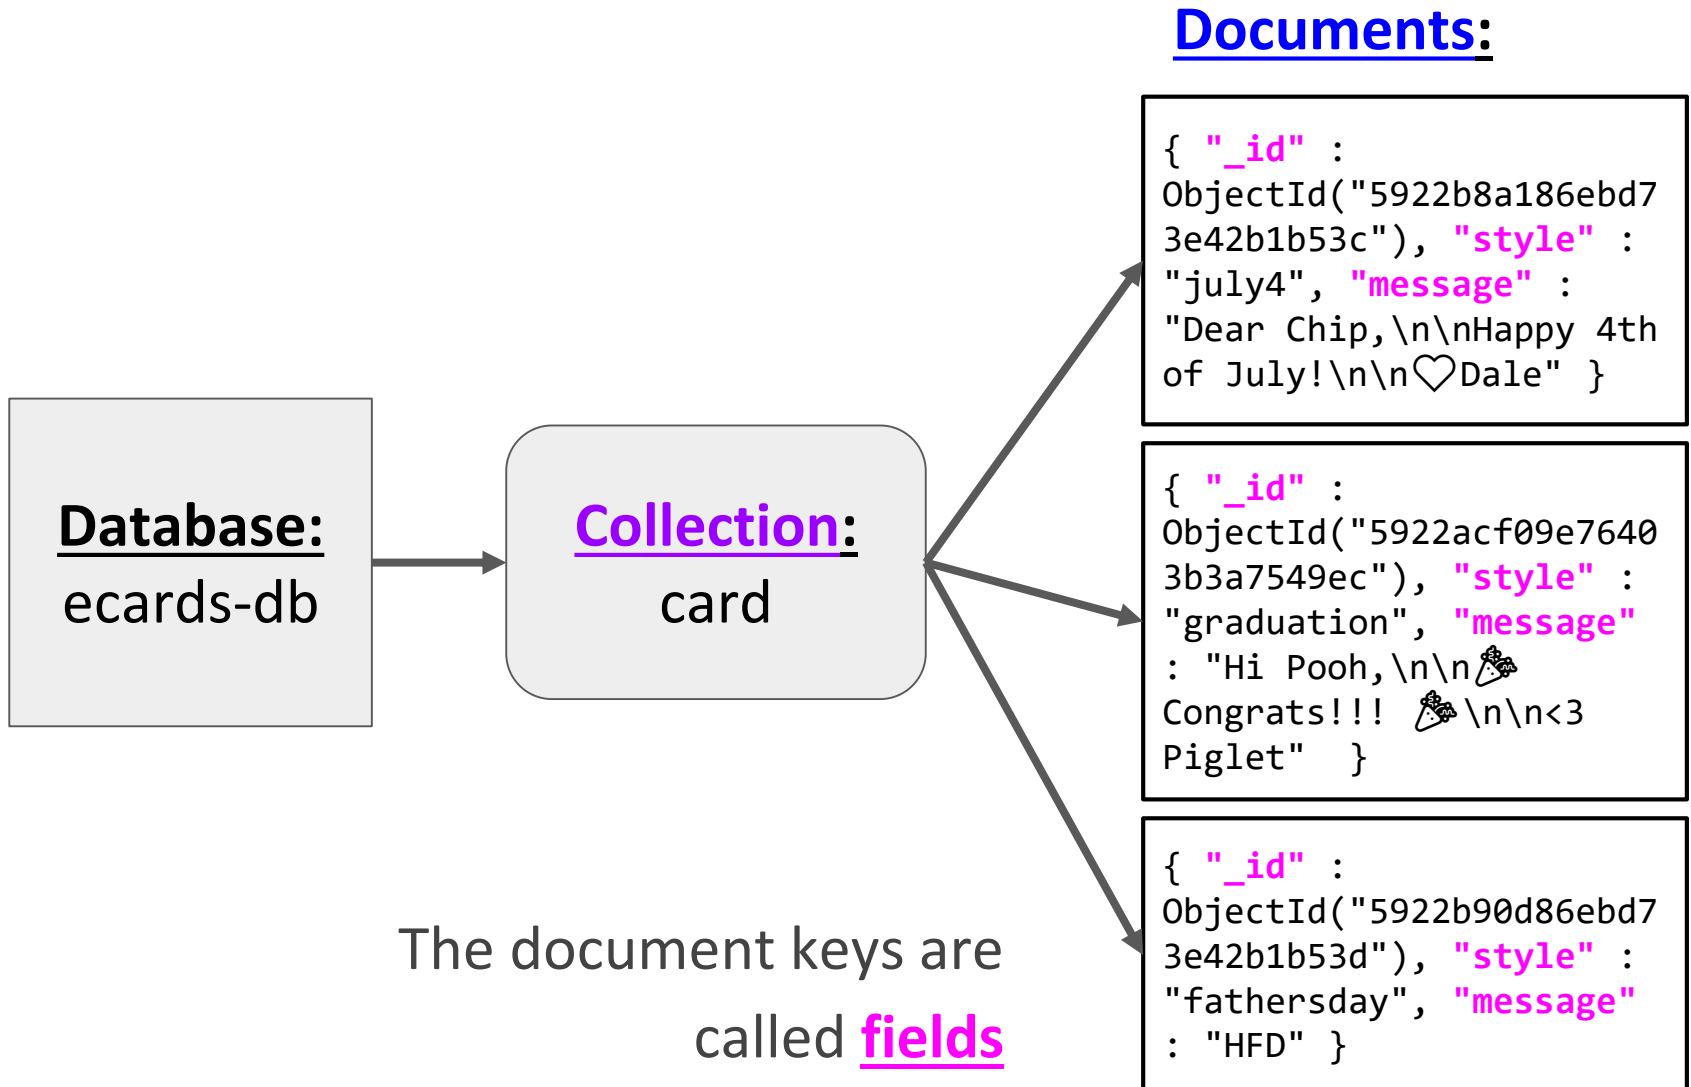 Documents:
{ "_id" :
ObjectId("5922b8a186ebd7
3e42b1b53c"), "style" :
"july4", "message" :
"Dear Chip,\n\nHappy 4th
of July!\n\n♡Dale" }
Database:
ecards-db
Collection:
card
{ "_id" :
ObjectId("5922acf09e7640
3b3a7549ec"), "style" :
"graduation", "message"
: "Hi Pooh,\n\n🎉
Congrats!!! 🎉\n\n<3
Piglet"  }
{ "_id" :
ObjectId("5922b90d86ebd7
3e42b1b53d"), "style" :
"fathersday", "message"
: "HFD" }
The document keys are
called fields